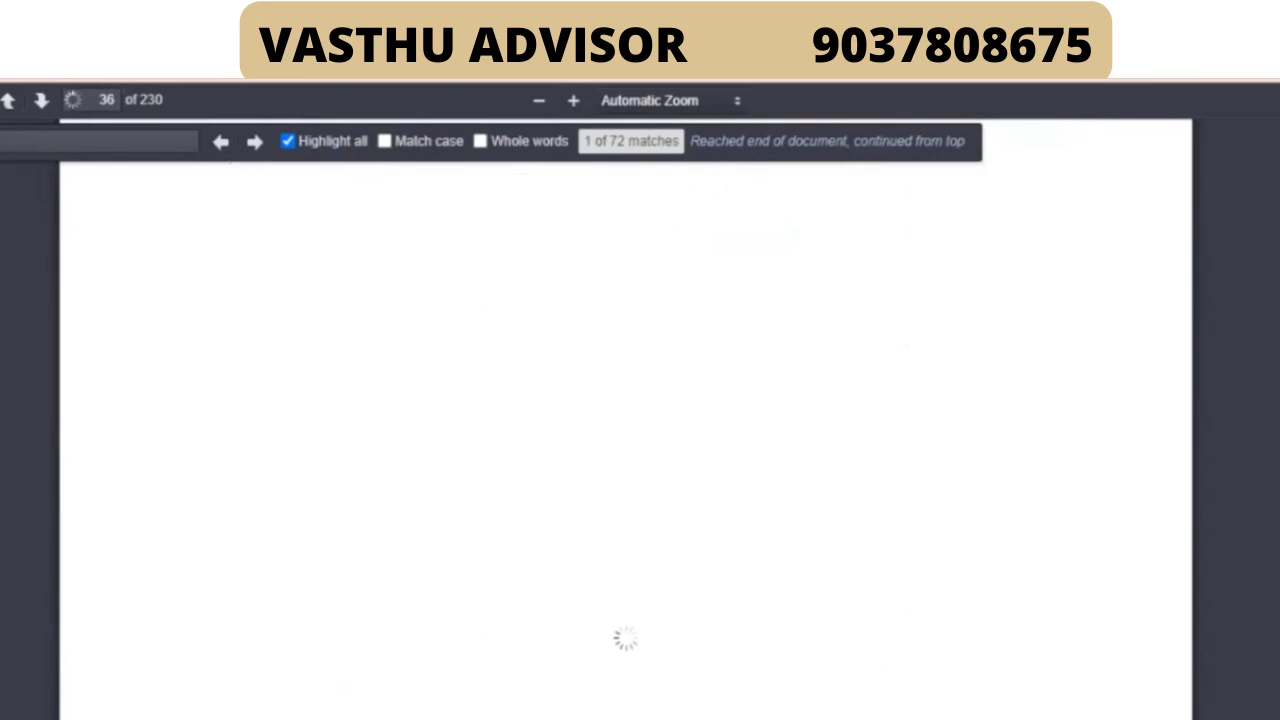 VASTHU ADVISOR 9037808675
36 of 230 Automatic Zoom
Highlight all Match case Whole words 1 of 72 matches Reached end of document, continued from top